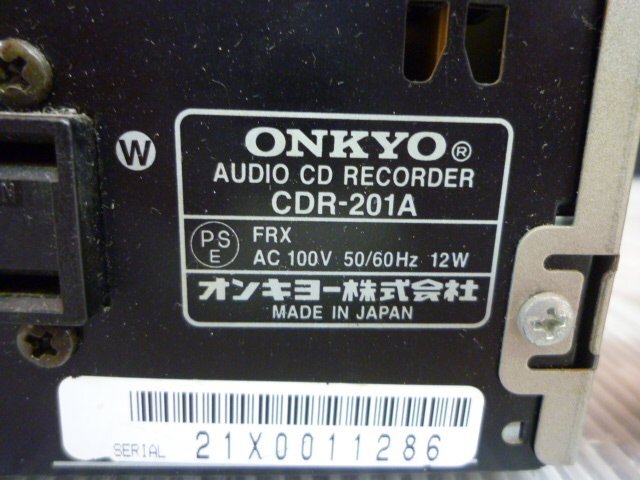 W
ONKYO®
AUDIO CD RECORDER
CDR-201A
PS
E
FRX
AC 100V 50/60Hz 12W
オンキヨー株式会社
MADE IN JAPAN
SERIAL 21X0011286